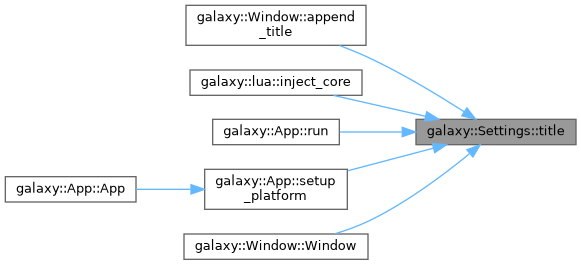 galaxy::Window::append
_title
galaxy::lua::inject_core
galaxy::App::run
galaxy::Settings::title
galaxy::App::setup
_platform
galaxy::App::App
galaxy::Window::Window